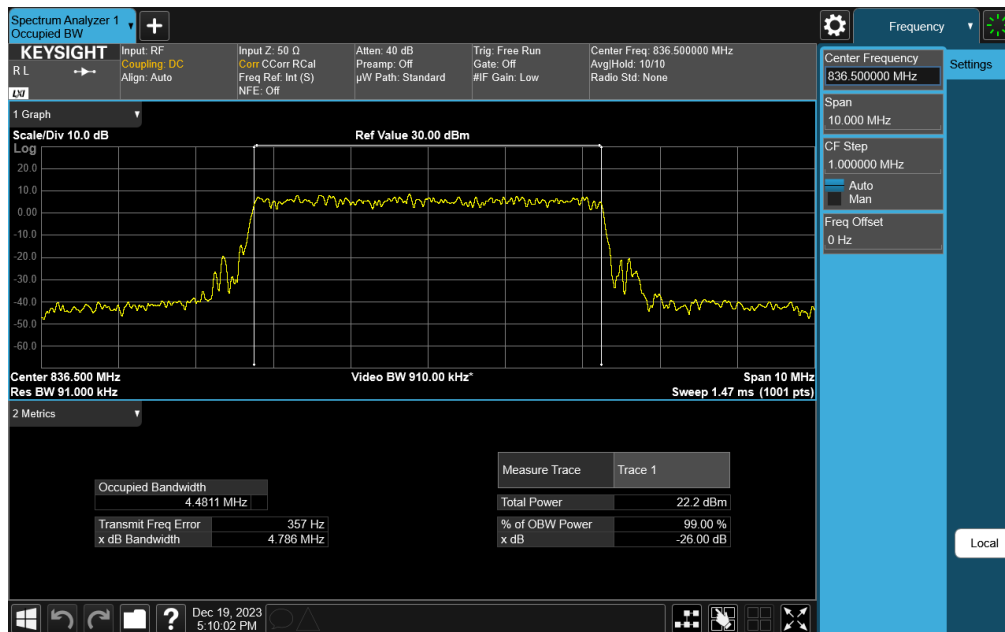 Spectrum Analyzer 1
Occupied BW
Frequency
KEYSIGHT
R L
LXI
Input: RF
Coupling: DC
Align: Auto
Input Z: 50 Ω
Corr CCorr RCal
Freq Ref: Int (S)
NFE: Off
Atten: 40 dB
Preamp: Off
µW Path: Standard
Trig: Free Run
Gate: Off
#IF Gain: Low
Center Freq: 836.500000 MHz
Avg|Hold: 10/10
Radio Std: None
Center Frequency
836.500000 MHz
Settings
Span
10.000 MHz
CF Step
1.000000 MHz
Auto
Man
Freq Offset
0 Hz
1 Graph
Scale/Div 10.0 dB
Ref Value 30.00 dBm
Log
20.0
10.0
0.00
-10.0
-20.0
-30.0
-40.0
-50.0
-60.0
Center 836.500 MHz
Video BW 910.00 kHz*
Span 10 MHz
Res BW 91.000 kHz
Sweep 1.47 ms (1001 pts)
2 Metrics
Occupied Bandwidth
4.4811 MHz
Transmit Freq Error 357 Hz
x dB Bandwidth 4.786 MHz
Measure Trace Trace 1
Total Power 22.2 dBm
% of OBW Power 99.00 %
x dB -26.00 dB
Local
?
Dec 19, 2023
5:10:02 PM